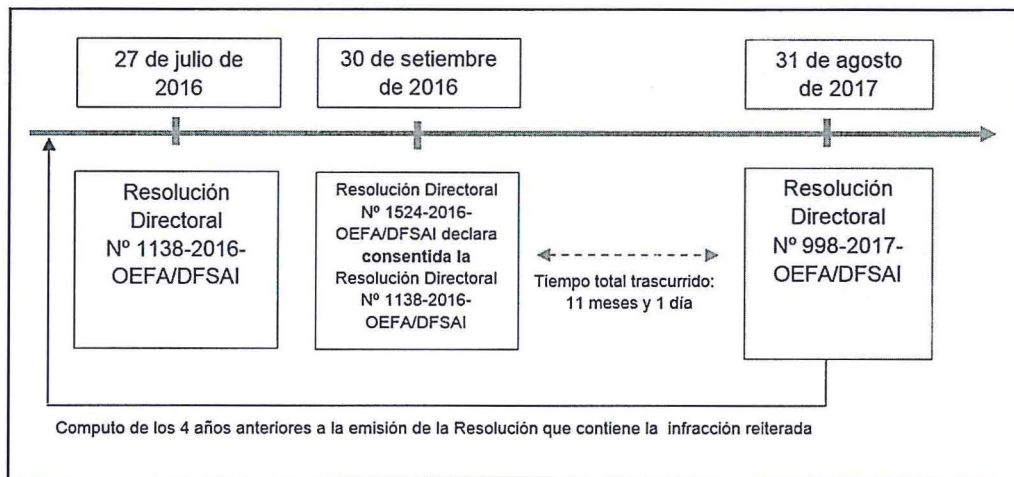 27 de julio de
2016
30 de setiembre
de 2016
31 de agosto
de 2017
Resolución
Directoral
Nº 1138-2016-
OEFA/DFSAI
Resolución Directoral
Nº 1524-2016-
OEFA/DFSAI declara
consentida la
Resolución Directoral
Nº 1138-2016-
OEFA/DFSAI
Tiempo total trascurrido:
11 meses y 1 día
Resolución
Directoral
Nº 998-2017-
OEFA/DFSAI
Computo de los 4 años anteriores a la emisión de la Resolución que contiene la infracción reiterada